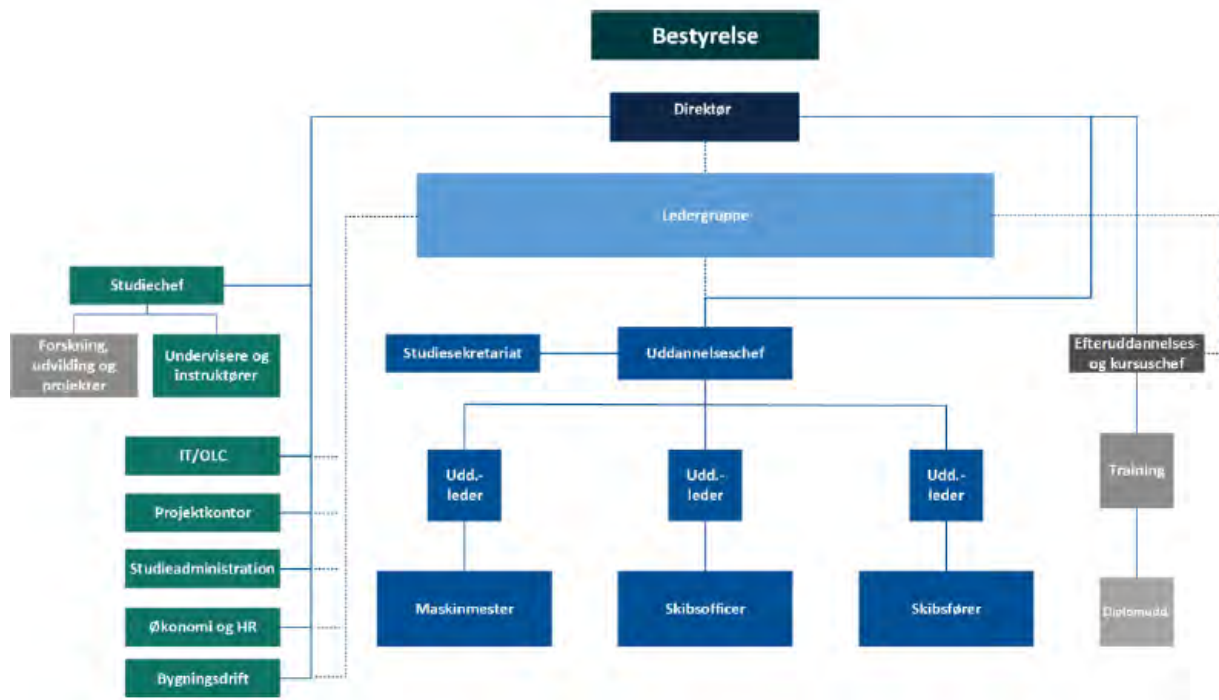 Bestyrelse
Direktør
Ledergruppe
Studiechef
Forskning,
udvikling og
projekter
Undervisere og
instruktører
Studiesekretariat
Uddannelseschef
Efteruddannelses-
og kursuschef
IT/OLC
Projektkontor
Studieadministration
Økonomi og HR
Bygningsdrift
Udd.-
leder
Udd.-
leder
Udd.-
leder
Maskinmester
Skibsofficer
Skibsfører
Training
Diplomudd.